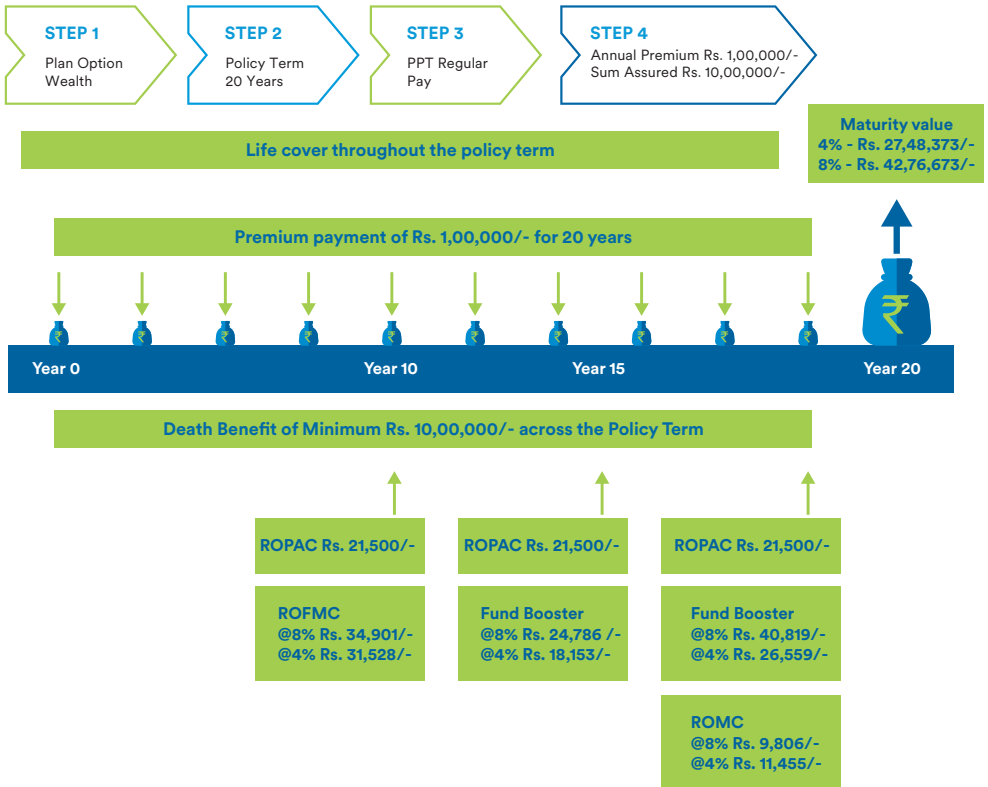 STEP 1
Plan Option
Wealth
STEP 2
Policy Term
20 Years
STEP 3
PPT Regular
Pay
STEP 4
Annual Premium Rs. 1,00,000/-
Sum Assured Rs. 10,00,000/-
Maturity value
4% - Rs. 27,48,373/-
8% - Rs. 42,76,673/-
Life cover throughout the policy term
Premium payment of Rs. 1,00,000/- for 20 years
₹ ₹ ₹ ₹ ₹ ₹ ₹ ₹ ₹ ₹ ₹
Year 0 Year 10 Year 15 Year 20
Death Benefit of Minimum Rs. 10,00,000/- across the Policy Term
ROPAC Rs. 21,500/-
ROFMC
@8% Rs. 34,901/-
@4% Rs. 31,528/-
ROPAC Rs. 21,500/-
Fund Booster
@8% Rs. 24,786 /-
@4% Rs. 18,153/-
ROPAC Rs. 21,500/-
Fund Booster
@8% Rs. 40,819/-
@4% Rs. 26,559/-
ROMC
@8% Rs. 9,806/-
@4% Rs. 11,455/-